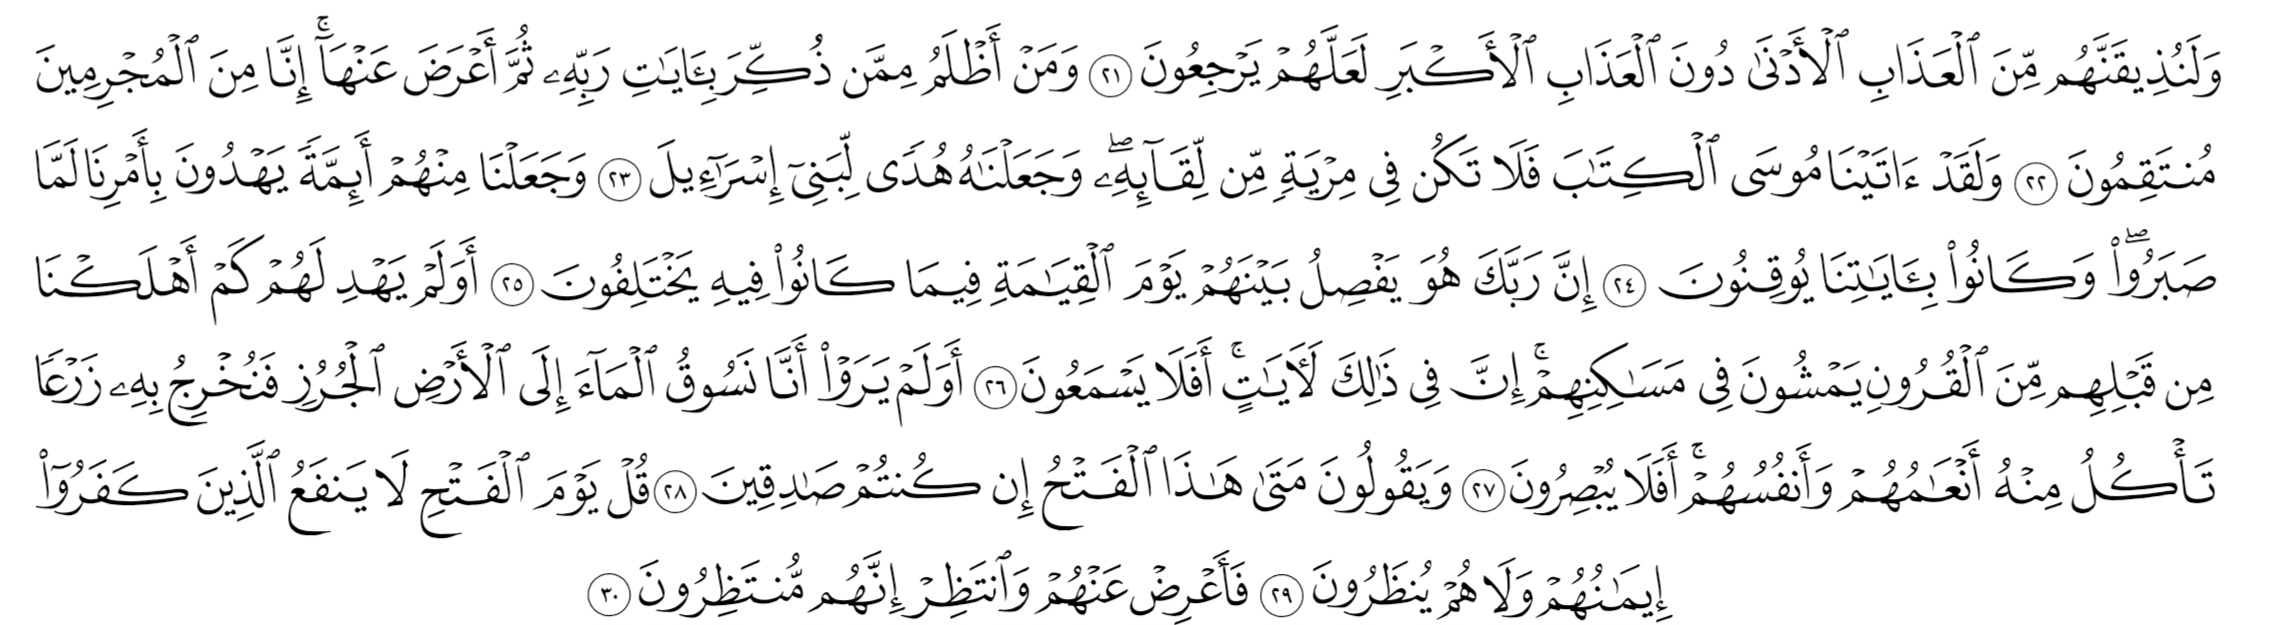 وَلَنُذِيقَنَّهُم مِّنَ ٱلْعَذَابِ ٱلْأَدْنَىٰ دُونَ ٱلْعَذَابِ ٱلْأَكْبَرِ لَعَلَّهُمْ يَرْجِعُونَ ٢١ وَمَنْ أَظْلَمُ مِمَّن ذُكِّرَ بِـَٔايَـٰتِ رَبِّهِۦ ثُمَّ أَعْرَضَ عَنْهَآ ۚ إِنَّا مِنَ ٱلْمُجْرِمِينَ
مُنتَقِمُونَ ٢٢ وَلَقَدْ ءَاتَيْنَا مُوسَى ٱلْكِتَـٰبَ فَلَا تَكُن فِى مِرْيَةٍ مِّن لِّقَآئِهِۦ ۖ وَجَعَلْنَـٰهُ هُدًى لِّبَنِىٓ إِسْرَٰٓءِيلَ ٢٣ وَجَعَلْنَا مِنْهُمْ أَئِمَّةً يَهْدُونَ بِأَمْرِنَا لَمَّا
صَبَرُوا۟ ۖ وَكَانُوا۟ بِـَٔايَـٰتِنَا يُوقِنُونَ ٢٤ إِنَّ رَبَّكَ هُوَ يَفْصِلُ بَيْنَهُمْ يَوْمَ ٱلْقِيَـٰمَةِ فِيمَا كَانُوا۟ فِيهِ يَخْتَلِفُونَ ٢٥ أَوَلَمْ يَهْدِ لَهُمْ كَمْ أَهْلَكْنَا
مِن قَبْلِهِم مِّنَ ٱلْقُرُونِ يَمْشُونَ فِى مَسَـٰكِنِهِمْ ۚ إِنَّ فِى ذَٰلِكَ لَـَٔايَـٰتٍ ۚ أَفَلَا يَسْمَعُونَ ٢٦ أَوَلَمْ يَرَوْا۟ أَنَّا نَسُوقُ ٱلْمَآءَ إِلَى ٱلْأَرْضِ ٱلْجُرُزِ فَنُخْرِجُ بِهِۦ زَرْعًا
تَأْكُلُ مِنْهُ أَنْعَـٰمُهُمْ وَأَنفُسُهُمْ ۚ أَفَلَا يُبْصِرُونَ ٢٧ وَيَقُولُونَ مَتَىٰ هَـٰذَا ٱلْفَتْحُ إِن كُنتُمْ صَـٰدِقِينَ ٢٨ قُلْ يَوْمَ ٱلْفَتْحِ لَا يَنفَعُ ٱلَّذِينَ كَفَرُوٓا۟
إِيمَـٰنُهُمْ وَلَا هُمْ يُنظَرُونَ ٢٩ فَأَعْرِضْ عَنْهُمْ وَٱنتَظِرْ إِنَّهُم مُّنتَظِرُونَ ٣٠